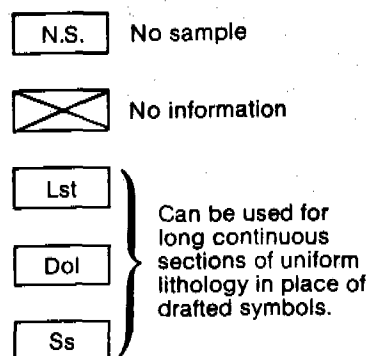 N.S. No sample
No information
Lst
Dol
Ss
Can be used for
long continuous
sections of uniform
lithology in place of
drafted symbols.